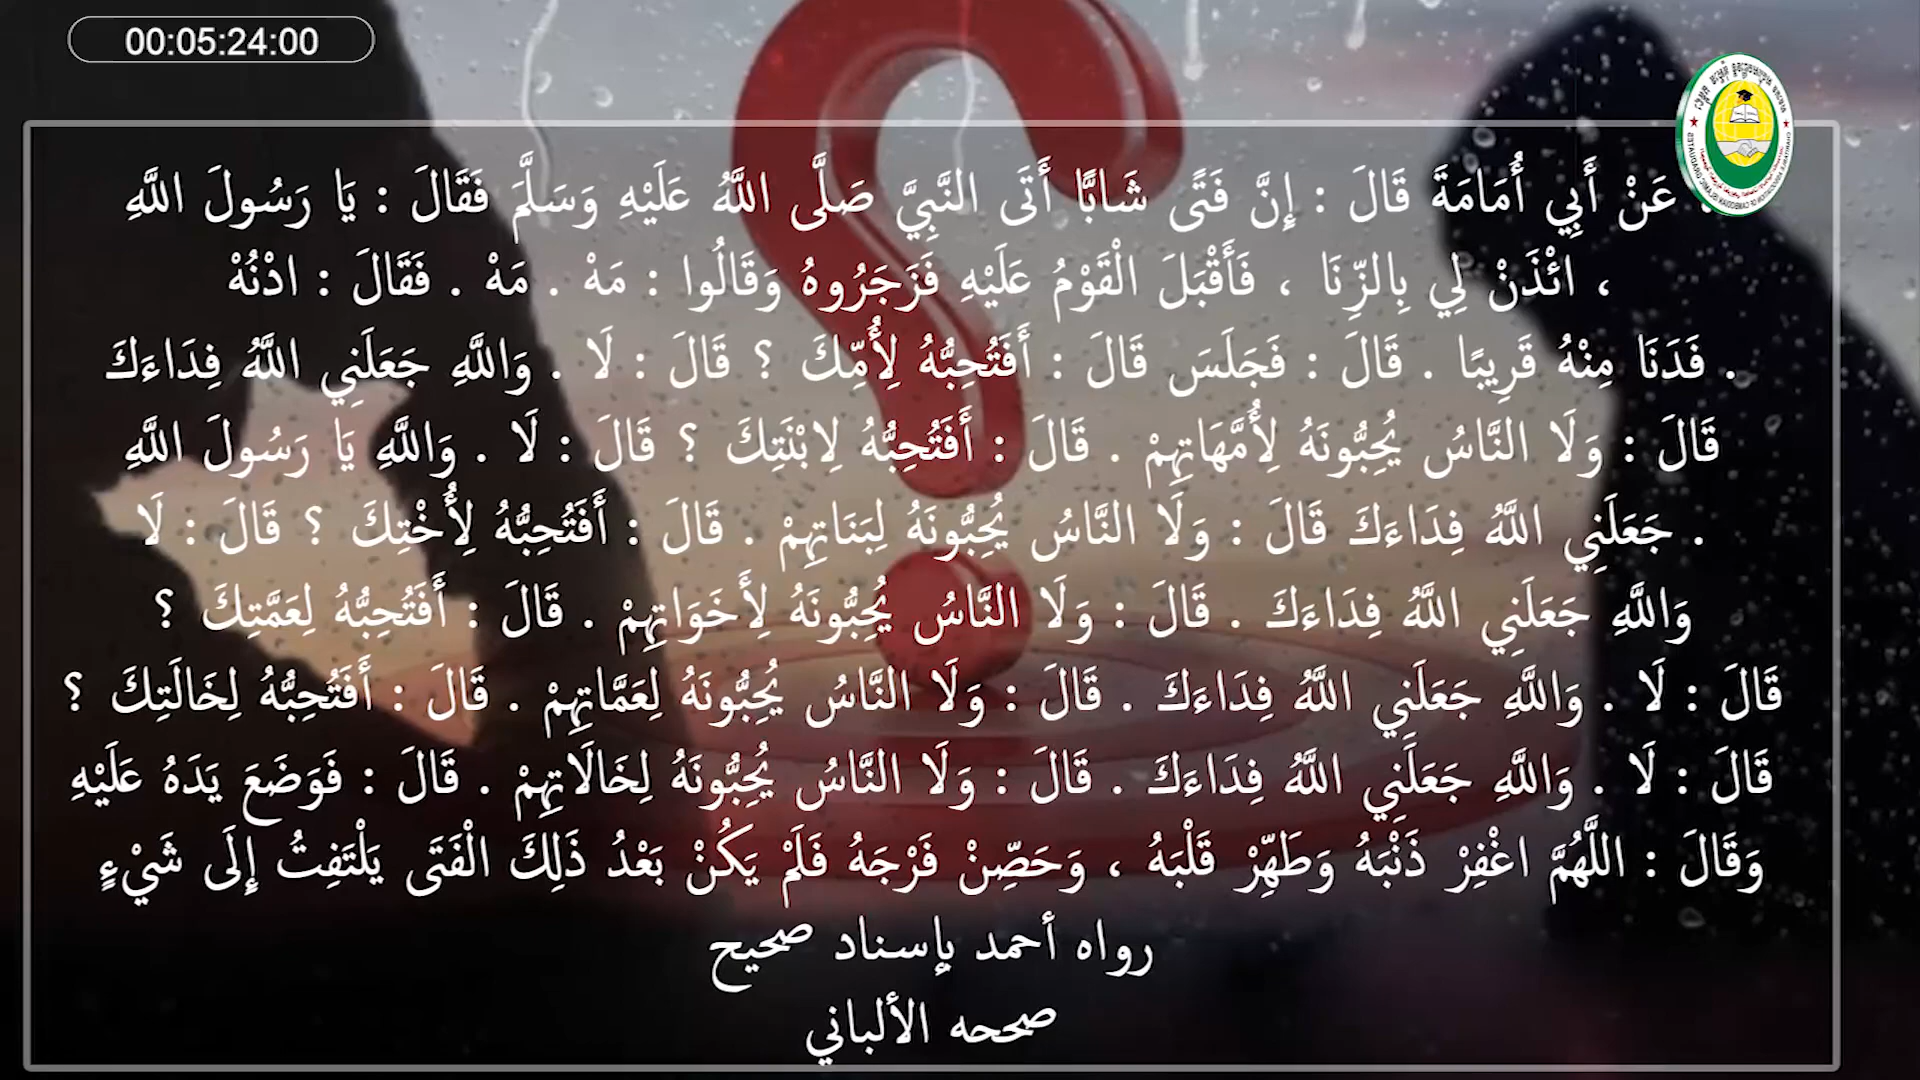 00:05:24:00
عَنْ أَبِي أُمَامَةَ قَالَ : إِنَّ فَتًى شَابًّا أَتَى النَّبِيَّ صَلَّى اللَّهُ عَلَيْهِ وَسَلَّمَ فَقَالَ : يَا رَسُولَ اللَّهِ
، ائْذَنْ لِي بِالزِّنَا ، فَأَقْبَلَ الْقَوْمُ عَلَيْهِ فَزَجَرُوهُ وَقَالُوا : مَهْ . مَهْ . فَقَالَ : ادْنُهْ
. فَدَنَا مِنْهُ قَرِيبًا . قَالَ : فَجَلَسَ قَالَ : أَفَتُحِبُّهُ لِأُمِّكَ ؟ قَالَ : لَا . وَاللَّهِ جَعَلَنِي اللَّهُ فِدَاءَكَ
قَالَ : وَلَا النَّاسُ يُحِبُّونَهُ لِأُمَّهَاتِهِمْ . قَالَ : أَفَتُحِبُّهُ لِابْنَتِكَ ؟ قَالَ : لَا . وَاللَّهِ يَا رَسُولَ اللَّهِ
. جَعَلَنِي اللَّهُ فِدَاءَكَ قَالَ : وَلَا النَّاسُ يُحِبُّونَهُ لِبَنَاتِهِمْ . قَالَ : أَفَتُحِبُّهُ لِأُخْتِكَ ؟ قَالَ : لَا
وَاللَّهِ جَعَلَنِي اللَّهُ فِدَاءَكَ . قَالَ : وَلَا النَّاسُ يُحِبُّونَهُ لِأَخَوَاتِهِمْ . قَالَ : أَفَتُحِبُّهُ لِعَمَّتِكَ ؟
قَالَ : لَا . وَاللَّهِ جَعَلَنِي اللَّهُ فِدَاءَكَ . قَالَ : وَلَا النَّاسُ يُحِبُّونَهُ لِعَمَّاتِهِمْ . قَالَ : أَفَتُحِبُّهُ لِخَالَتِكَ ؟
قَالَ : لَا . وَاللَّهِ جَعَلَنِي اللَّهُ فِدَاءَكَ . قَالَ : وَلَا النَّاسُ يُحِبُّونَهُ لِخَالَاتِهِمْ . قَالَ : فَوَضَعَ يَدَهُ عَلَيْهِ
وَقَالَ : اللَّهُمَّ اغْفِرْ ذَنْبَهُ وَطَهِّرْ قَلْبَهُ ، وَحَصِّنْ فَرْجَهُ فَلَمْ يَكُنْ بَعْدُ ذَلِكَ الْفَتَى يَلْتَفِتُ إِلَى شَيْءٍ
رواه أحمد بإسناد صحيح
صححه الألباني